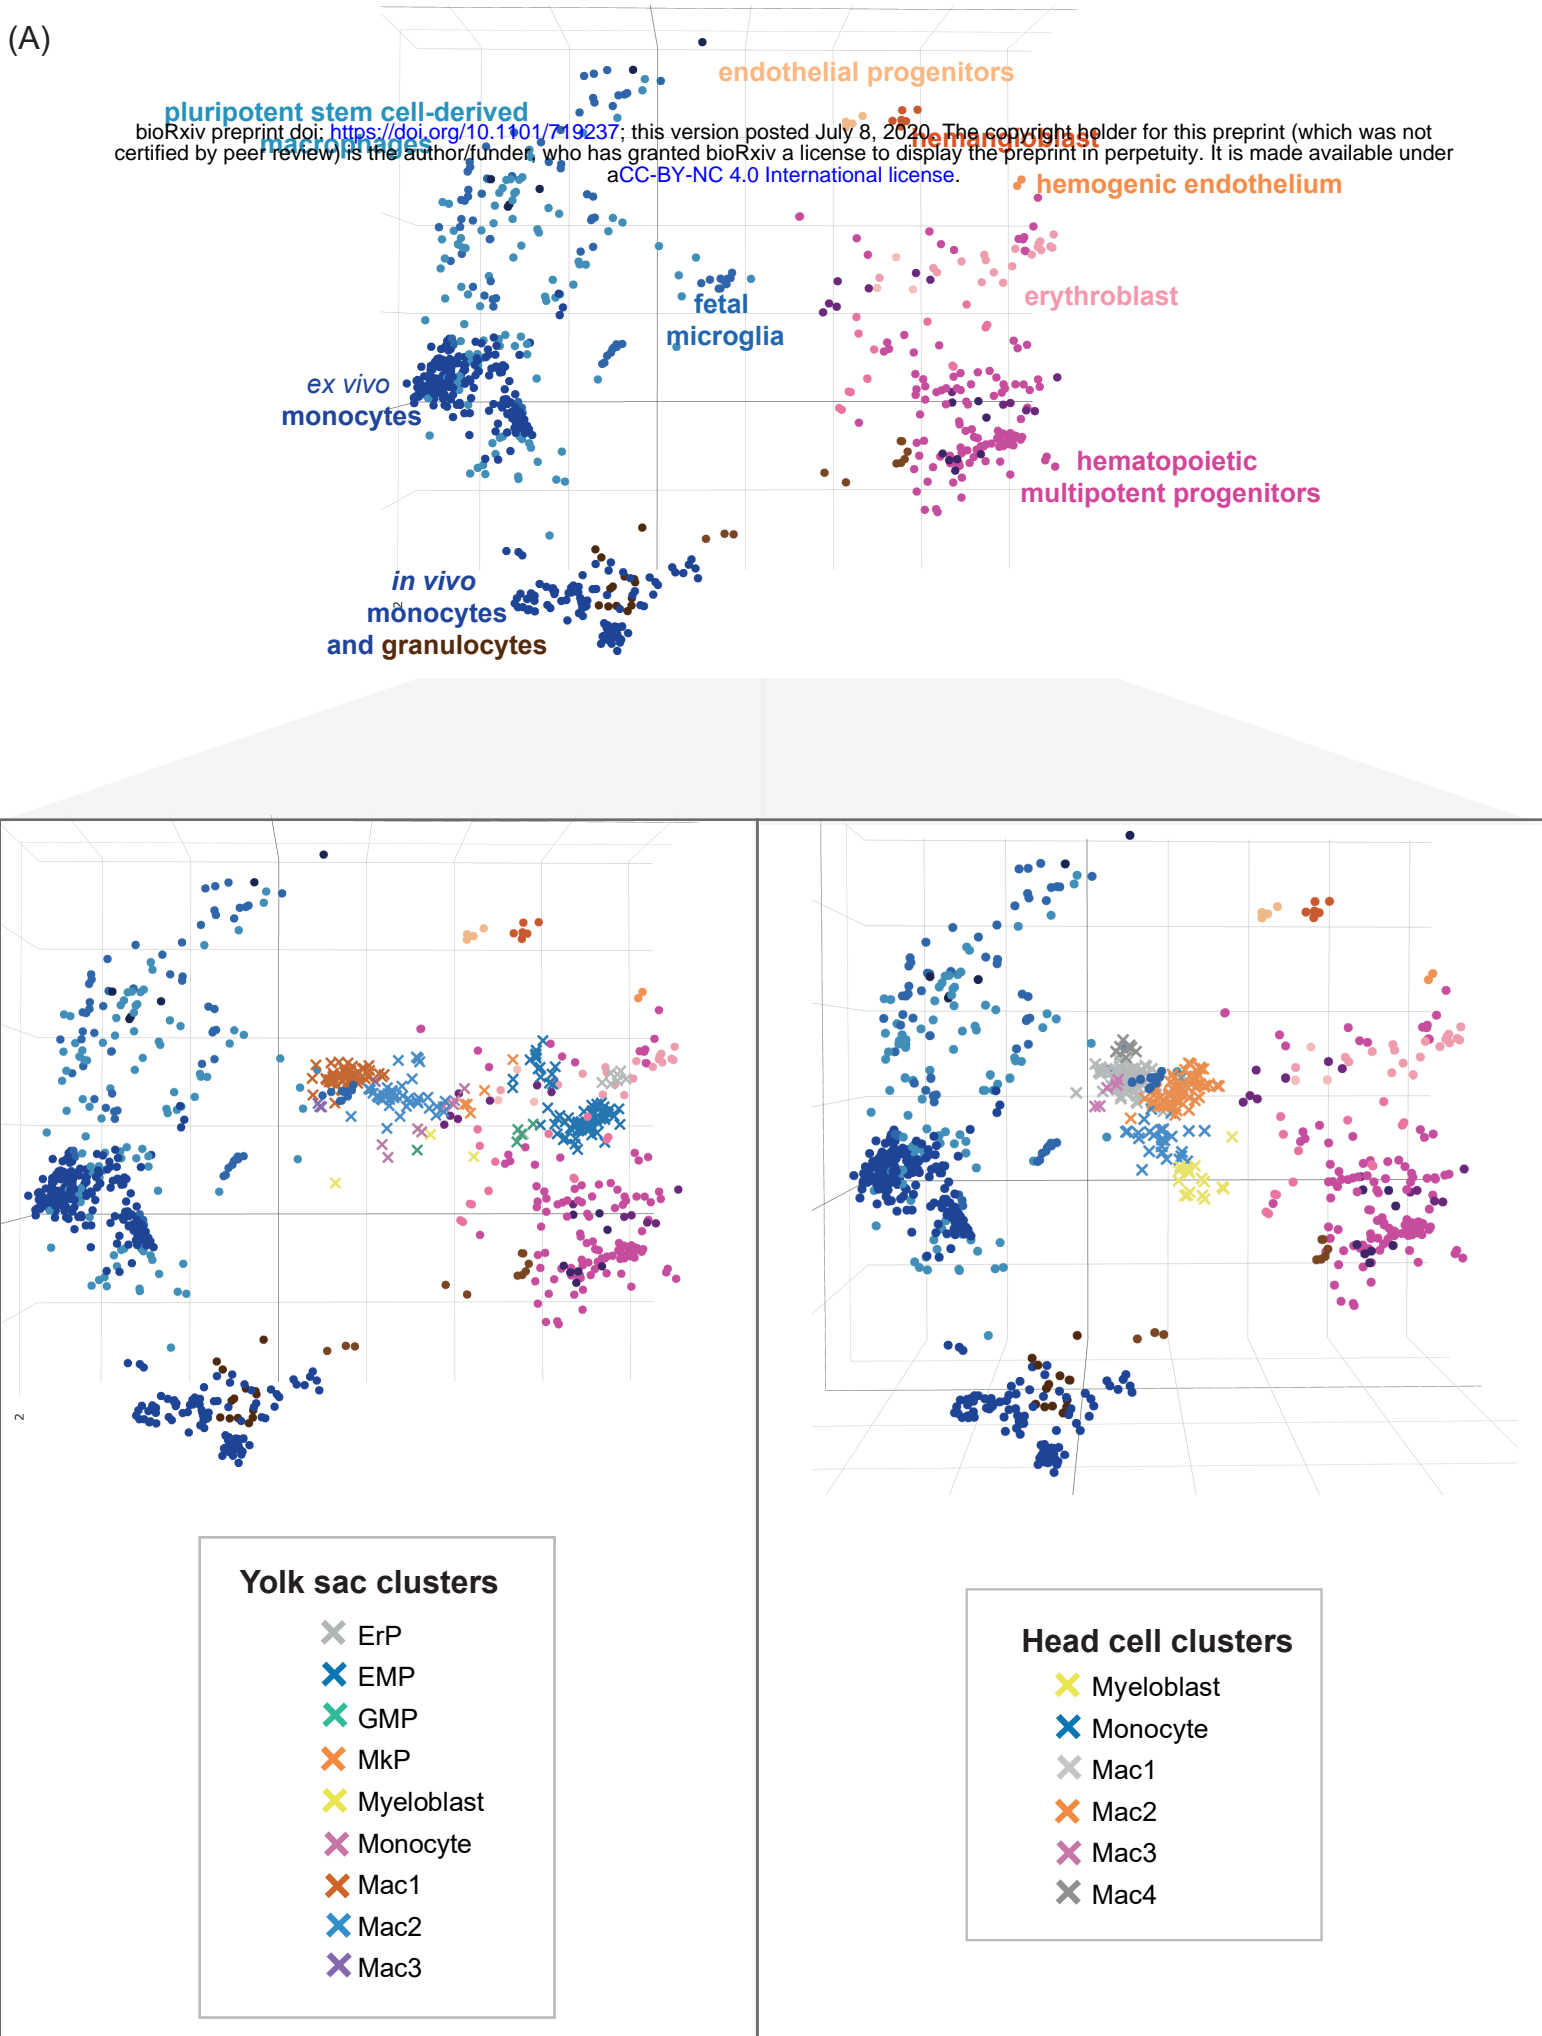 (A)
endothelial progenitors
pluripotent stem cell-derived
macrophages
bioRxiv preprint doi: https://doi.org/10.1101/719237; this version posted July 8, 2020. The copyright holder for this preprint (which was not
hemangioblast
certified by peer review) is the author/funder, who has granted bioRxiv a license to display the preprint in perpetuity. It is made available under
aCC-BY-NC 4.0 International license.
hemogenic endothelium
erythroblast
fetal
microglia
ex vivo
monocytes
hematopoietic
multipotent progenitors
in vivo
monocytes
2
and granulocytes
2
Yolk sac clusters
ErP
EMP
GMP
MkP
Myeloblast
Monocyte
Mac1
Mac2
Mac3
Head cell clusters
Myeloblast
Monocyte
Mac1
Mac2
Mac3
Mac4